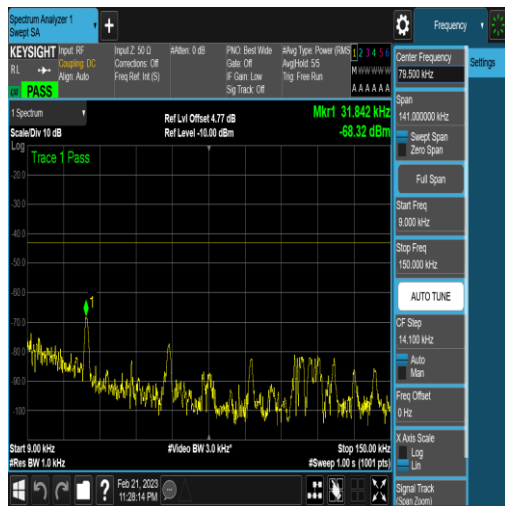 Spectrum Analyzer 1
Swept SA
+
Frequency
KEYSIGHT
Input: RF
Coupling: DC
Align: Auto
Input Z: 50 Ω
Corrections: Off
Freq Ref: Int (S)
#Atten: 0 dB
PNO: Best Wide
Gate: Off
IF Gain: Low
Sig Track: Off
#Avg Type: Power (RMS
Avg|Hold: 5/5
Trig: Free Run
1 2 3 4 5 6
M W W W W W
A A A A A A
RL
PASS
1 Spectrum
Scale/Div 10 dB
Ref Lvl Offset 4.77 dB
Ref Level -10.00 dBm
Mkr1 31.842 kHz
-68.32 dBm
Log
Trace 1 Pass
-20.0
-30.0
-40.0
-50.0
-60.0
-70.0
-80.0
-90.0
-100
1
Start 9.00 kHz
#Res BW 1.0 kHz
#Video BW 3.0 kHz*
Stop 150.00 kHz
#Sweep 1.00 s (1001 pts)
Feb 21, 2023
11:28:14 PM
?
Center Frequency
79.500 kHz
Settings
Span
141.000000 kHz
Swept Span
Zero Span
Full Span
Start Freq
9.000 kHz
Stop Freq
150.000 kHz
AUTO TUNE
CF Step
14.100 kHz
Auto
Man
Freq Offset
0 Hz
X Axis Scale
Log
Lin
Signal Track
(Span Zoom)